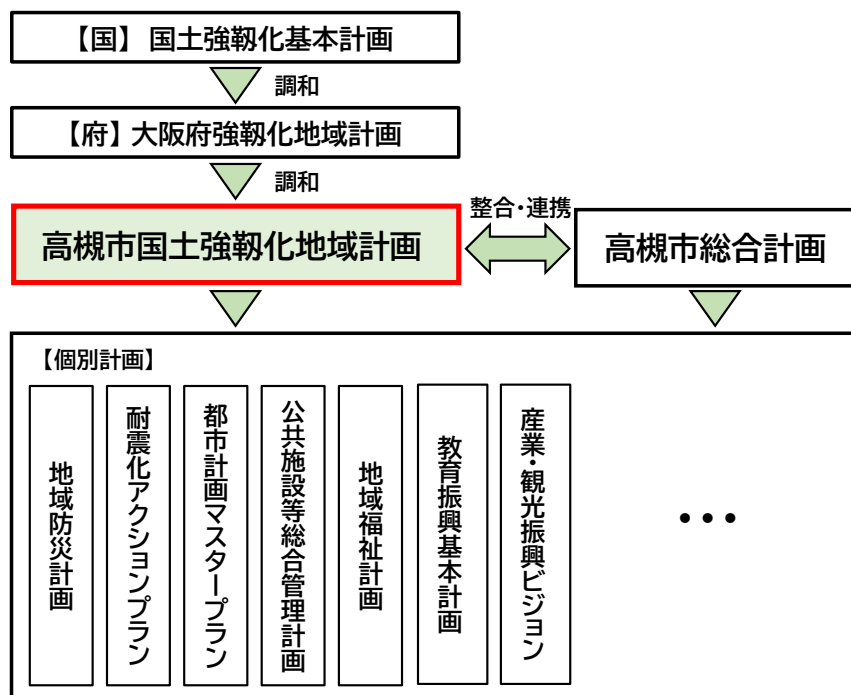 【国】国土強靱化基本計画
調和
【府】大阪府強靱化地域計画
調和
高槻市国土強靱化地域計画
整合・連携
高槻市総合計画
【個別計画】
地域防災計画
耐震化アクションプラン
都市計画マスタープラン
公共施設等総合管理計画
地域福祉計画
教育振興基本計画
産業・観光振興ビジョン
・・・